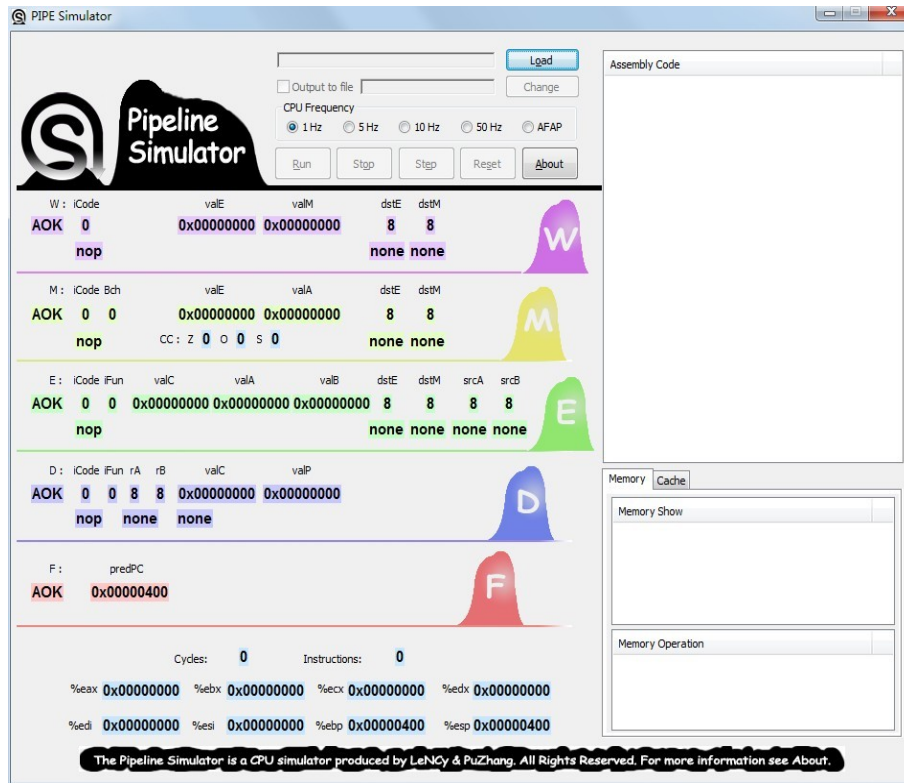 PIPE Simulator
Load
Output to file
Change
CPU Frequency
1 Hz 5 Hz 10 Hz 50 Hz AFAP
Run Stop Step Reset About
Pipeline
Simulator
Assembly Code
W : iCode valE valM dstE dstM
AOK 0 0x00000000 0x00000000 8 8
nop none none
W
M : iCode Bch valE valA dstE dstM
AOK 0 0 0x00000000 0x00000000 8 8
nop CC : Z 0 O 0 S 0 none none
M
E : iCode iFun valC valA valB dstE dstM srcA srcB
AOK 0 0 0x00000000 0x00000000 0x00000000 8 8 8 8
nop none none none none
E
D : iCode iFun rA rB valC valP
AOK 0 0 8 8 0x00000000 0x00000000
nop none none
D
F : predPC
AOK 0x00000400
F
Memory Cache
Memory Show
Memory Operation
Cycles: 0 Instructions: 0
%eax 0x00000000 %ebx 0x00000000 %ecx 0x00000000 %edx 0x00000000
%edi 0x00000000 %esi 0x00000000 %ebp 0x00000400 %esp 0x00000400
The Pipeline Simulator is a CPU simulator produced by LeNCy & PuZhang. All Rights Reserved. For more information see About.